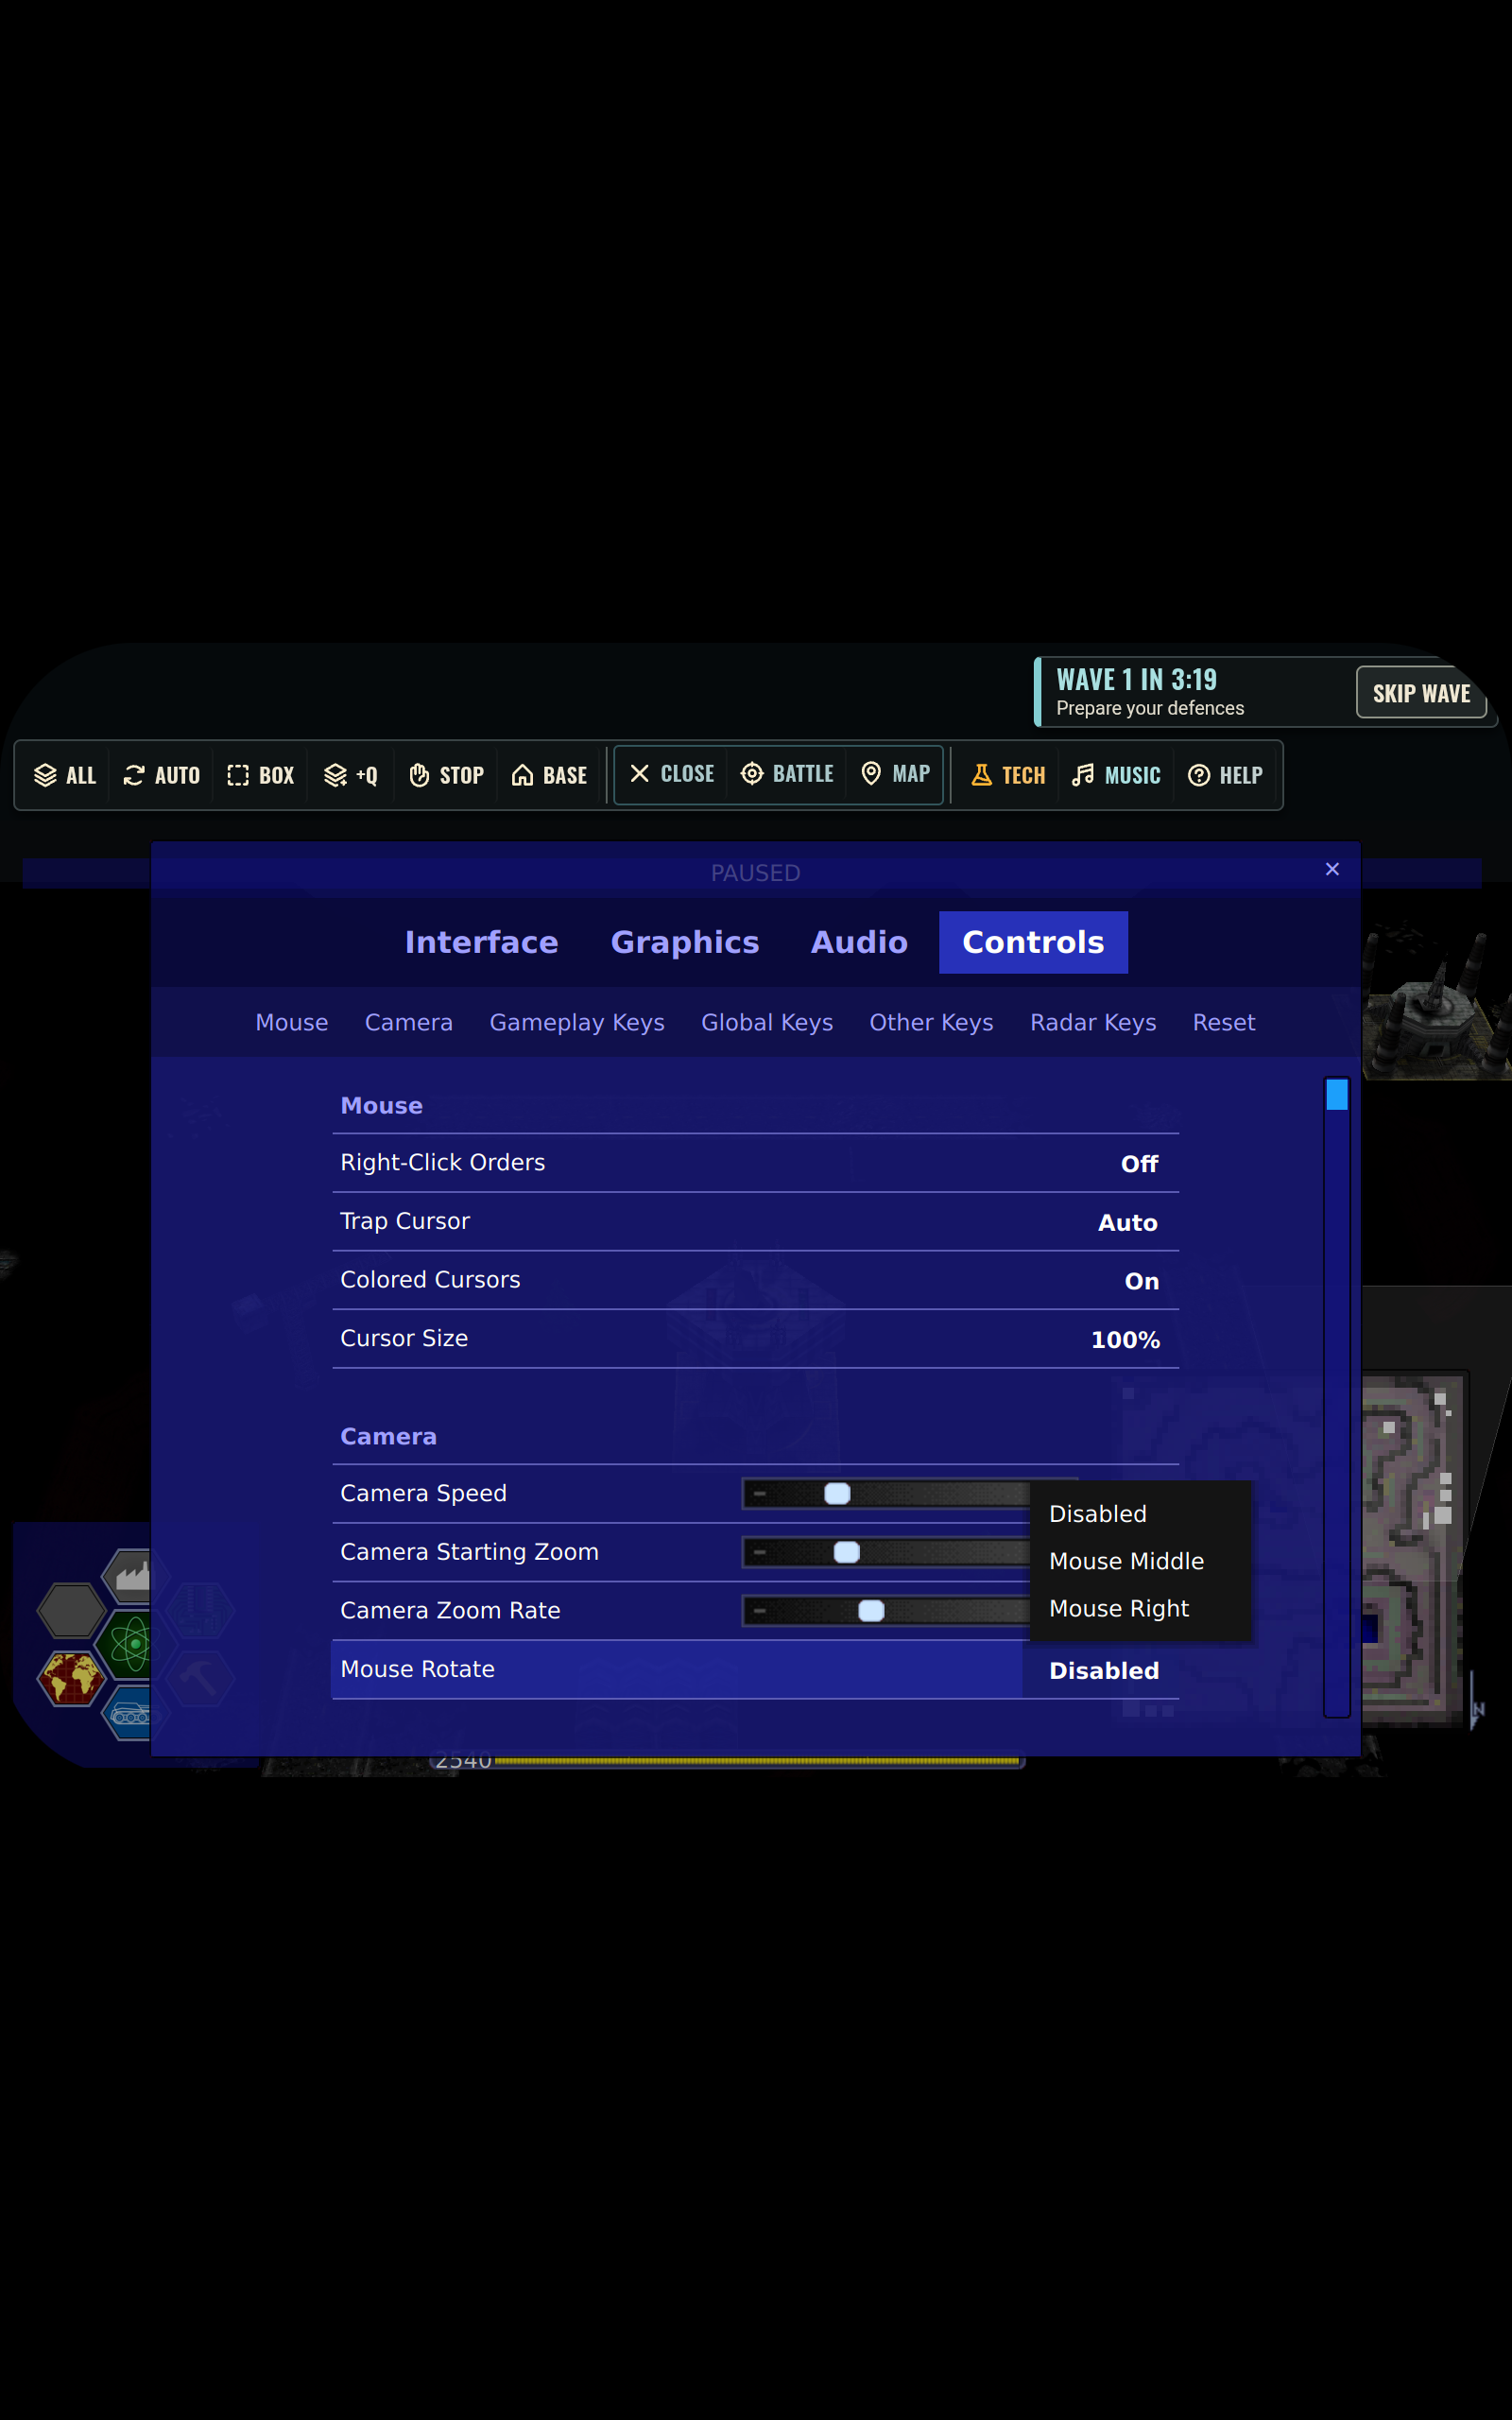 WAVE 1 IN 3:19
Prepare your defences
SKIP WAVE
ALL AUTO BOX +Q STOP BASE CLOSE BATTLE MAP TECH MUSIC HELP
PAUSED ×
Interface Graphics Audio Controls
Mouse Camera Gameplay Keys Global Keys Other Keys Radar Keys Reset
Mouse
Right-Click Orders Off
Trap Cursor Auto
Colored Cursors On
Cursor Size 100%
Camera
Camera Speed
Disabled
Camera Starting Zoom
Mouse Middle
Camera Zoom Rate
Mouse Right
Mouse Rotate Disabled
N
2540